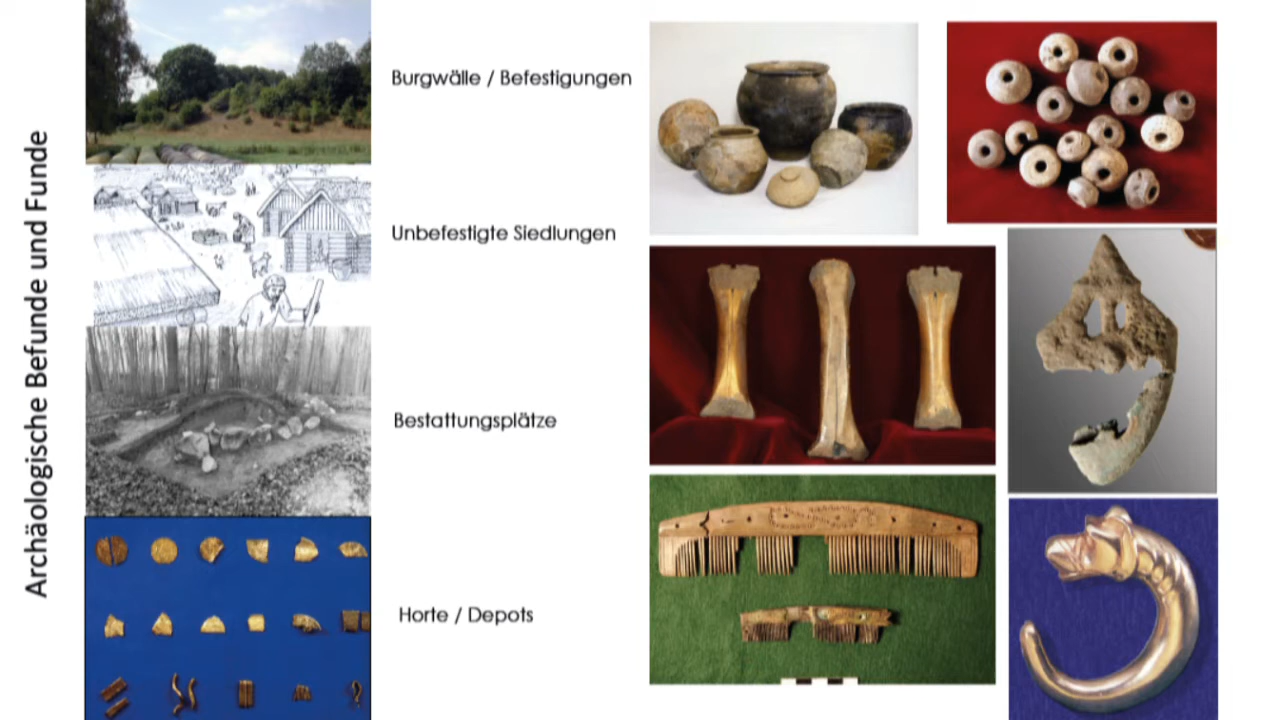 Archäologische Befunde und Funde
Burgwälle / Befestigungen
Unbefestigte Siedlungen
Bestattungsplätze
Horte / Depots